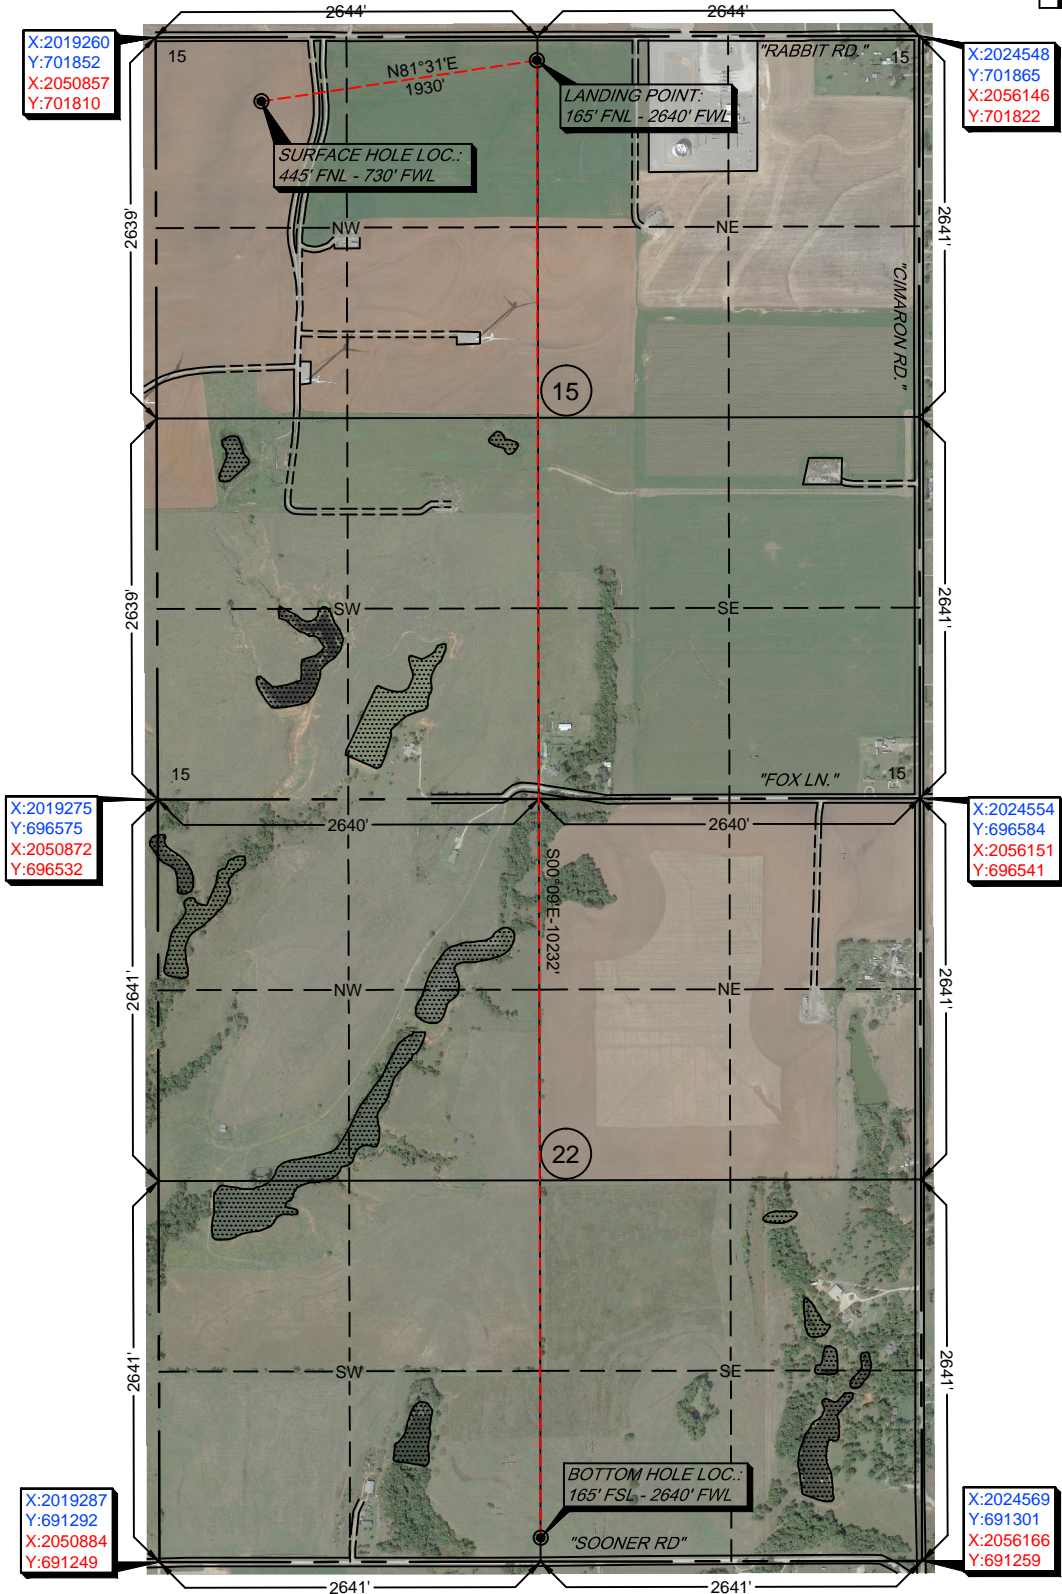 2644'
2644'
X:2019260
Y:701852
X:2050857
Y:701810
15
"RABBIT RD."
15
X:2024548
Y:701865
X:2056146
Y:701822
N81°31'E
1930'
LANDING POINT:
165' FNL - 2640' FWL
SURFACE HOLE LOC.:
445' FNL - 730' FWL
2639'
NW
NE
2641'
"CIMARON RD."
15
2639'
SW
SE
2641'
15
"FOX LN."
15
X:2019275
Y:696575
X:2050872
Y:696532
2640'
2640'
X:2024554
Y:696584
X:2056151
Y:696541
S00°09'E-10232'
2641'
NW
NE
2641'
22
2641'
SW
SE
2641'
BOTTOM HOLE LOC.:
165' FSL - 2640' FWL
X:2019287
Y:691292
X:2050884
Y:691249
"SOONER RD"
X:2024569
Y:691301
X:2056166
Y:691259
2641'
2641'